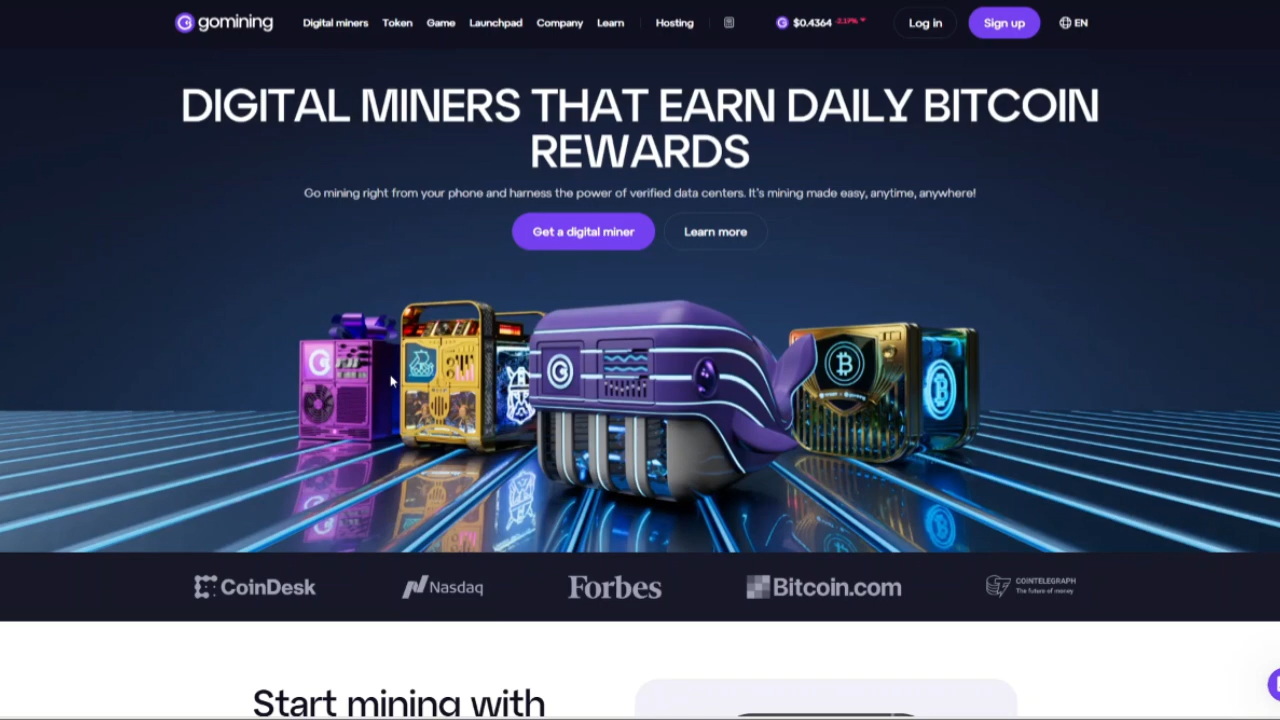 gomining
Digital miners Token Game Launchpad Company Learn Hosting $0.4364 -2.17% Log in Sign up EN
DIGITAL MINERS THAT EARN DAILY BITCOIN
REWARDS
Go mining right from your phone and harness the power of verified data centers. It's mining made easy, anytime, anywhere!
Get a digital miner Learn more
CoinDesk Nasdaq Forbes Bitcoin.com COINTELEGRAPH
The future of money
Start mining with